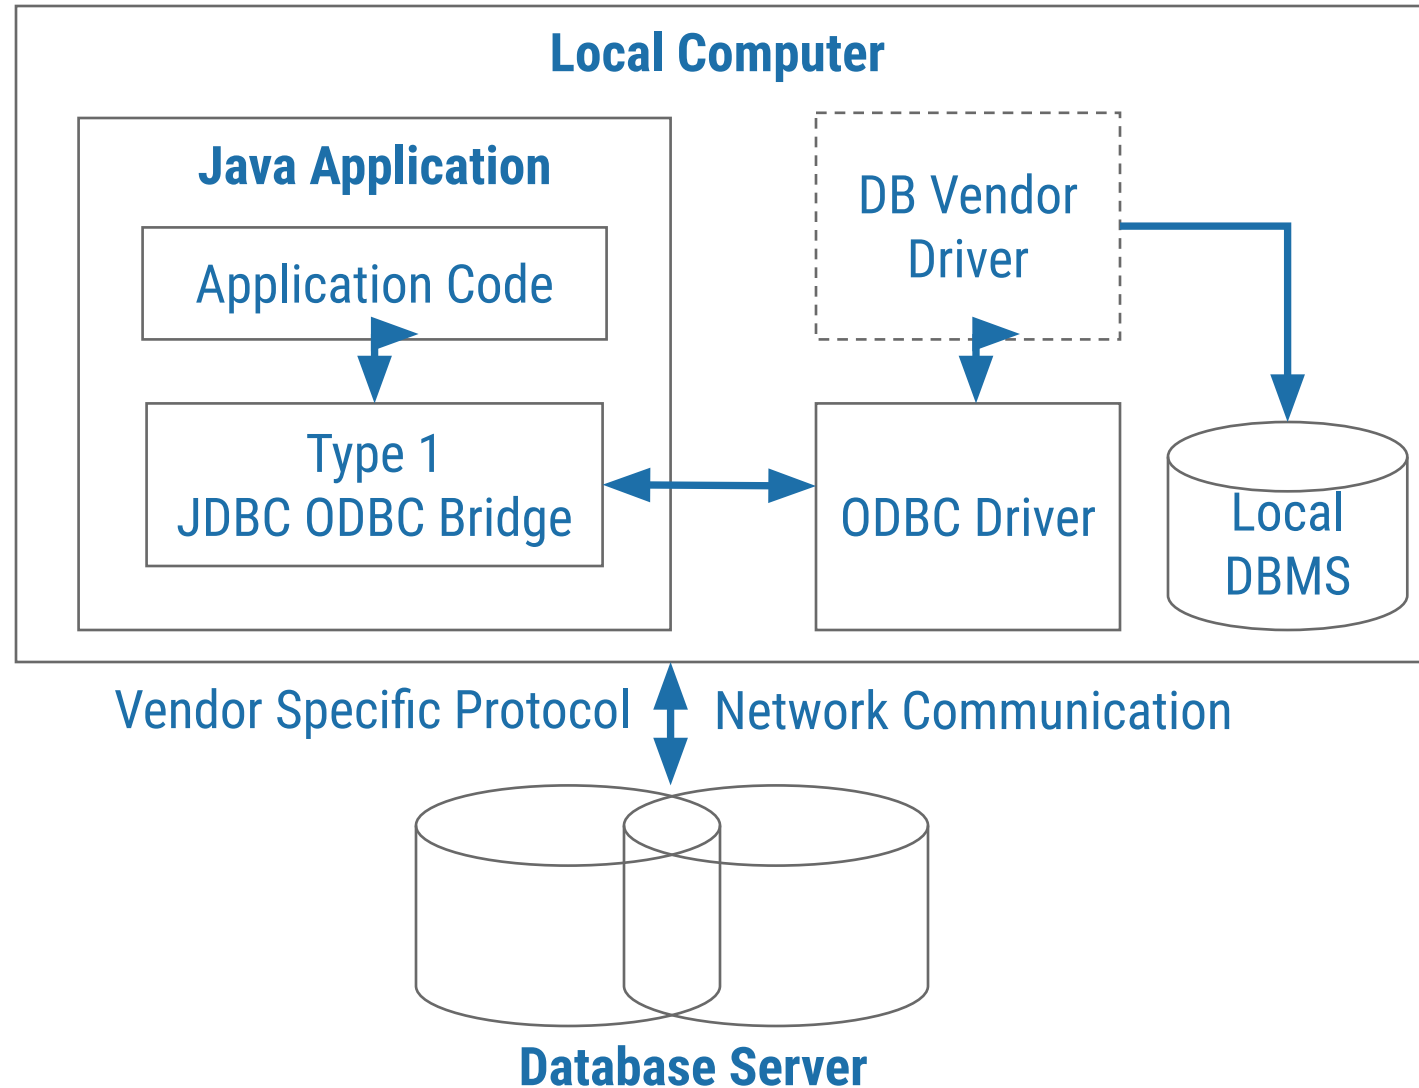 Local Computer
Java Application
Application Code
Type 1
JDBC ODBC Bridge
DB Vendor
Driver
ODBC Driver
Local
DBMS
Vendor Specific Protocol
Network Communication
Database Server